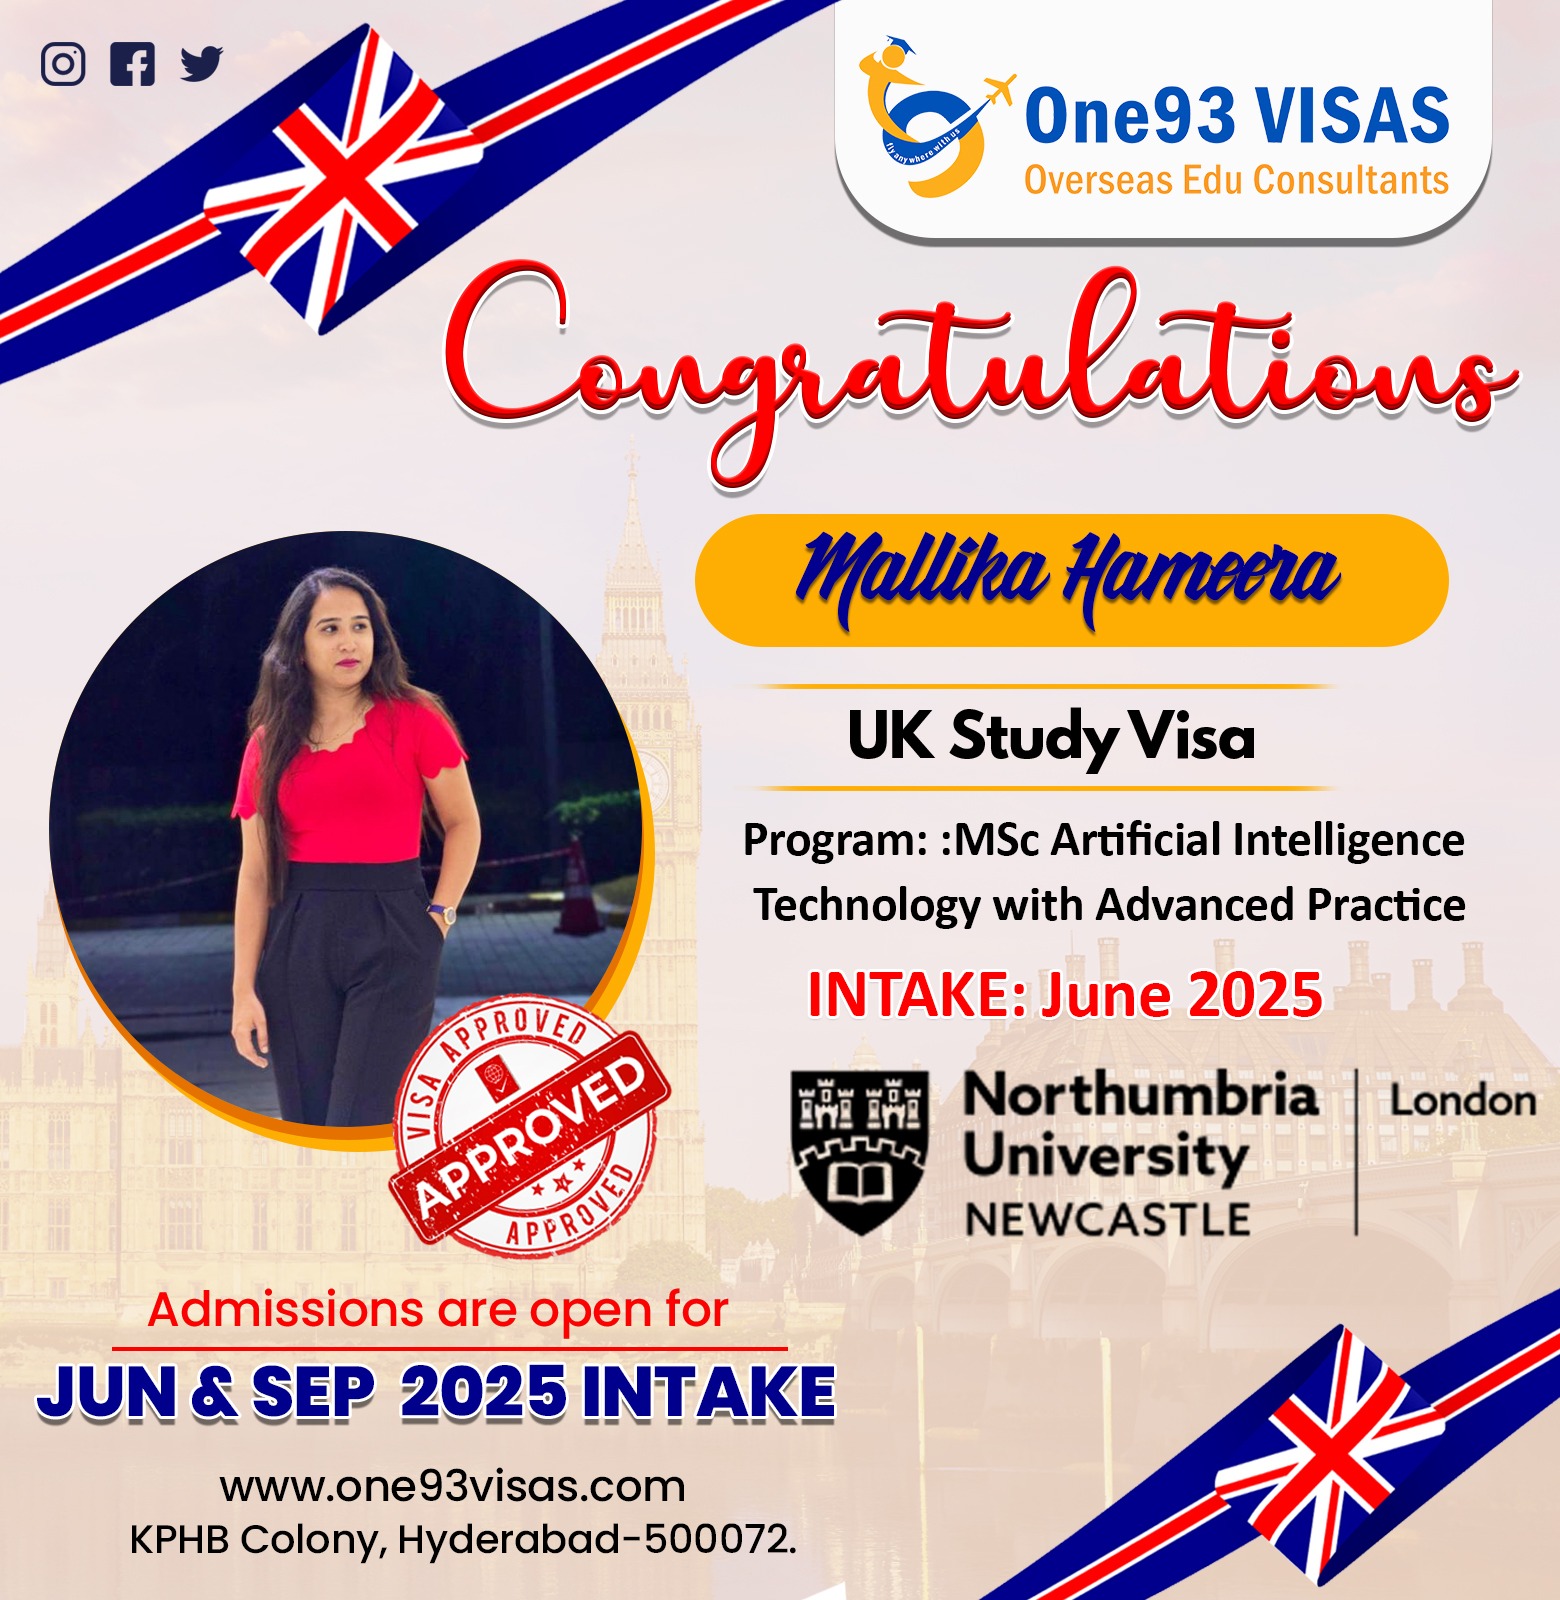 One93 VISAS
Overseas Edu Consultants
fly anywhere with us
Congratulations
Mallika Hameera
UK Study Visa
Program: :MSc Artificial Intelligence
Technology with Advanced Practice
INTAKE: June 2025
Northumbria
University
NEWCASTLE
London
VISA APPROVED
APPROVED
APPROVED
Admissions are open for
JUN & SEP 2025 INTAKE
www.one93visas.com
KPHB Colony, Hyderabad-500072.